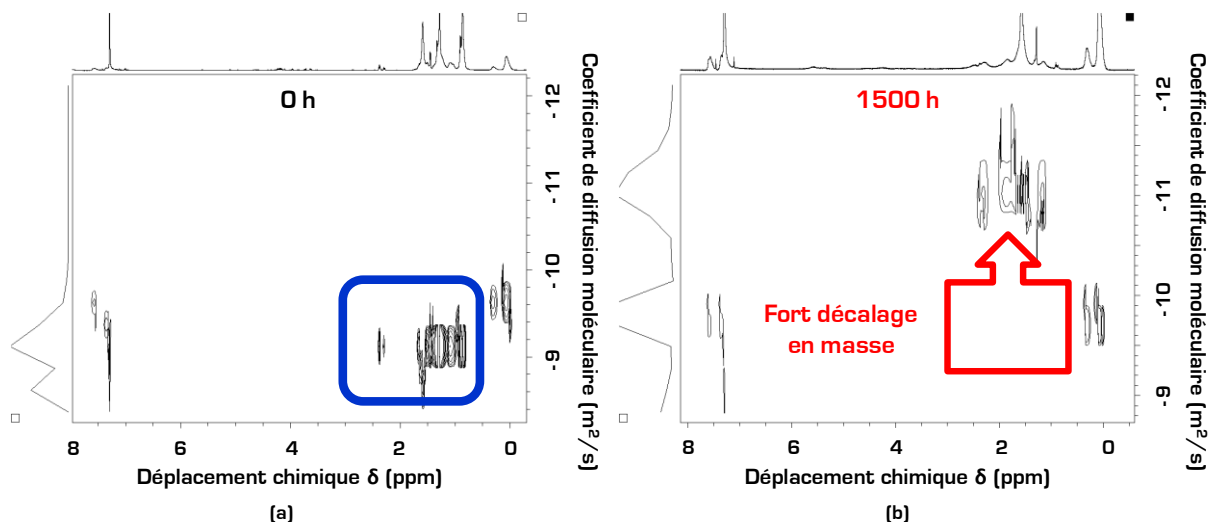 0 h
-12
-11
-10
-9
Coefficient de diffusion moléculaire (m²/s)
8
6
4
2
0
Déplacement chimique δ (ppm)
(a)
1500 h
Fort décalage
en masse
-12
-11
-10
-9
Coefficient de diffusion moléculaire (m²/s)
8
6
4
2
0
Déplacement chimique δ (ppm)
(b)